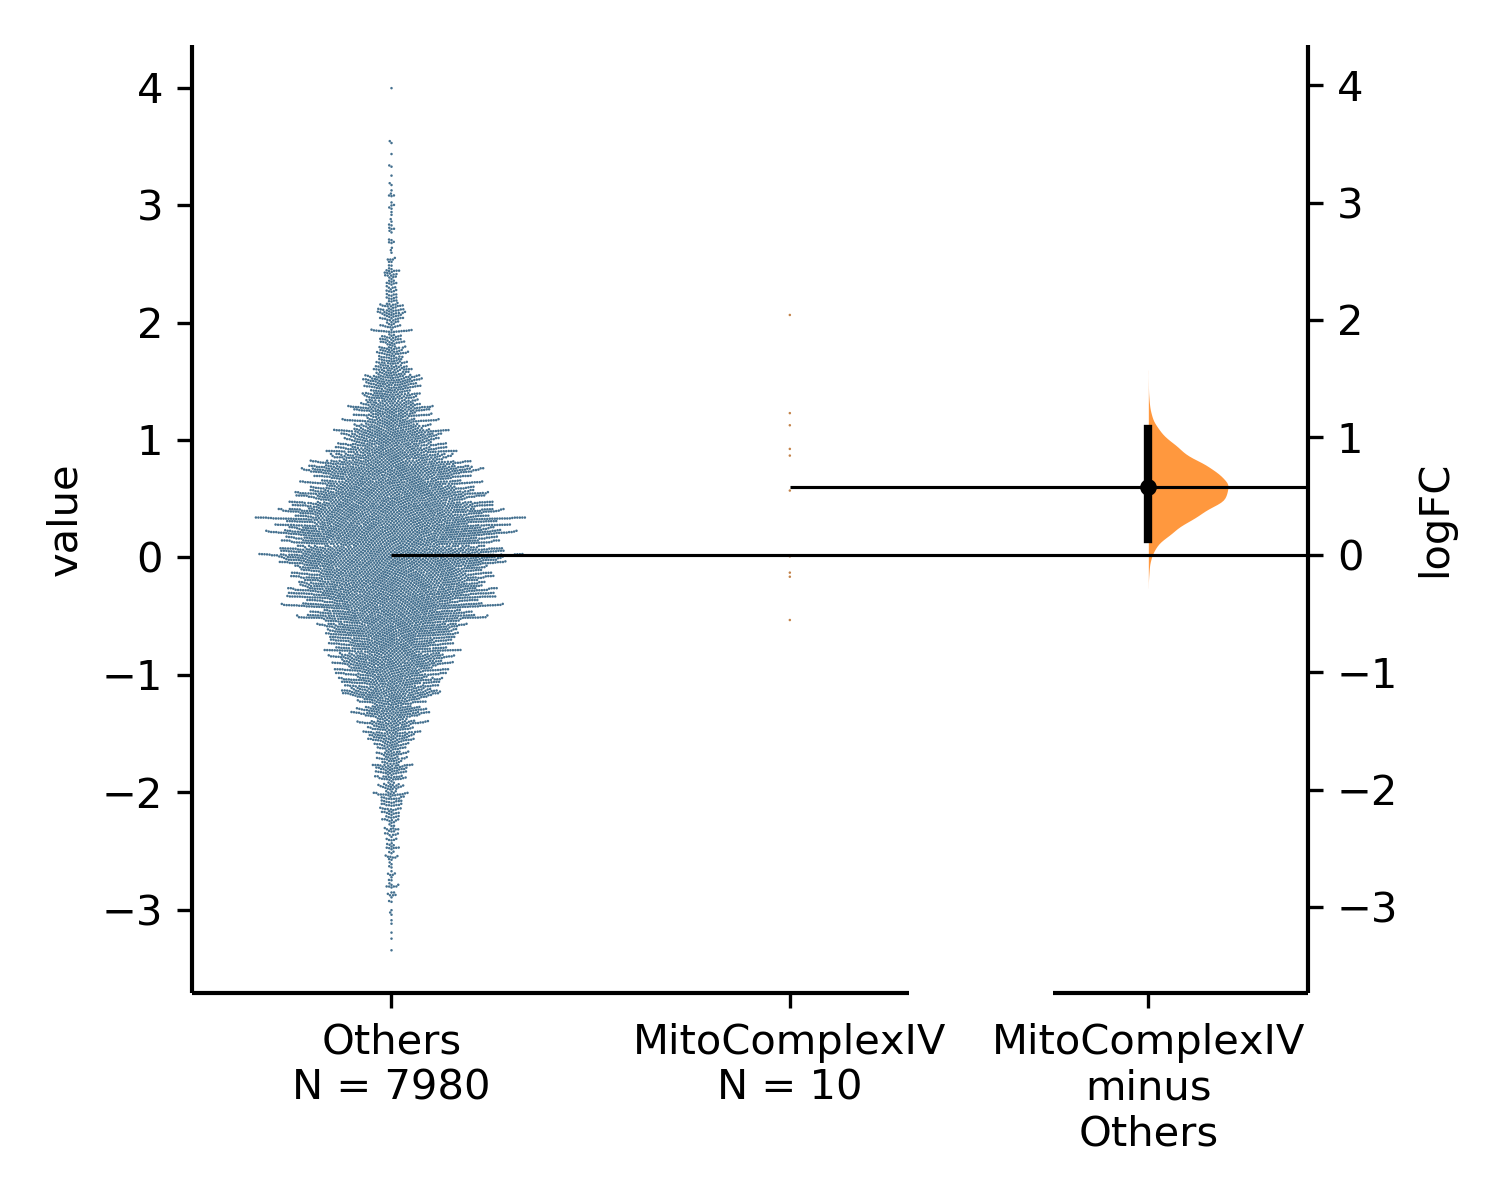 value
4
3
2
1
0
−1
−2
−3
4
3
2
1
0
−1
−2
−3
logFC
Others
N = 7980
MitoComplexIV
N = 10
MitoComplexIV
minus
Others